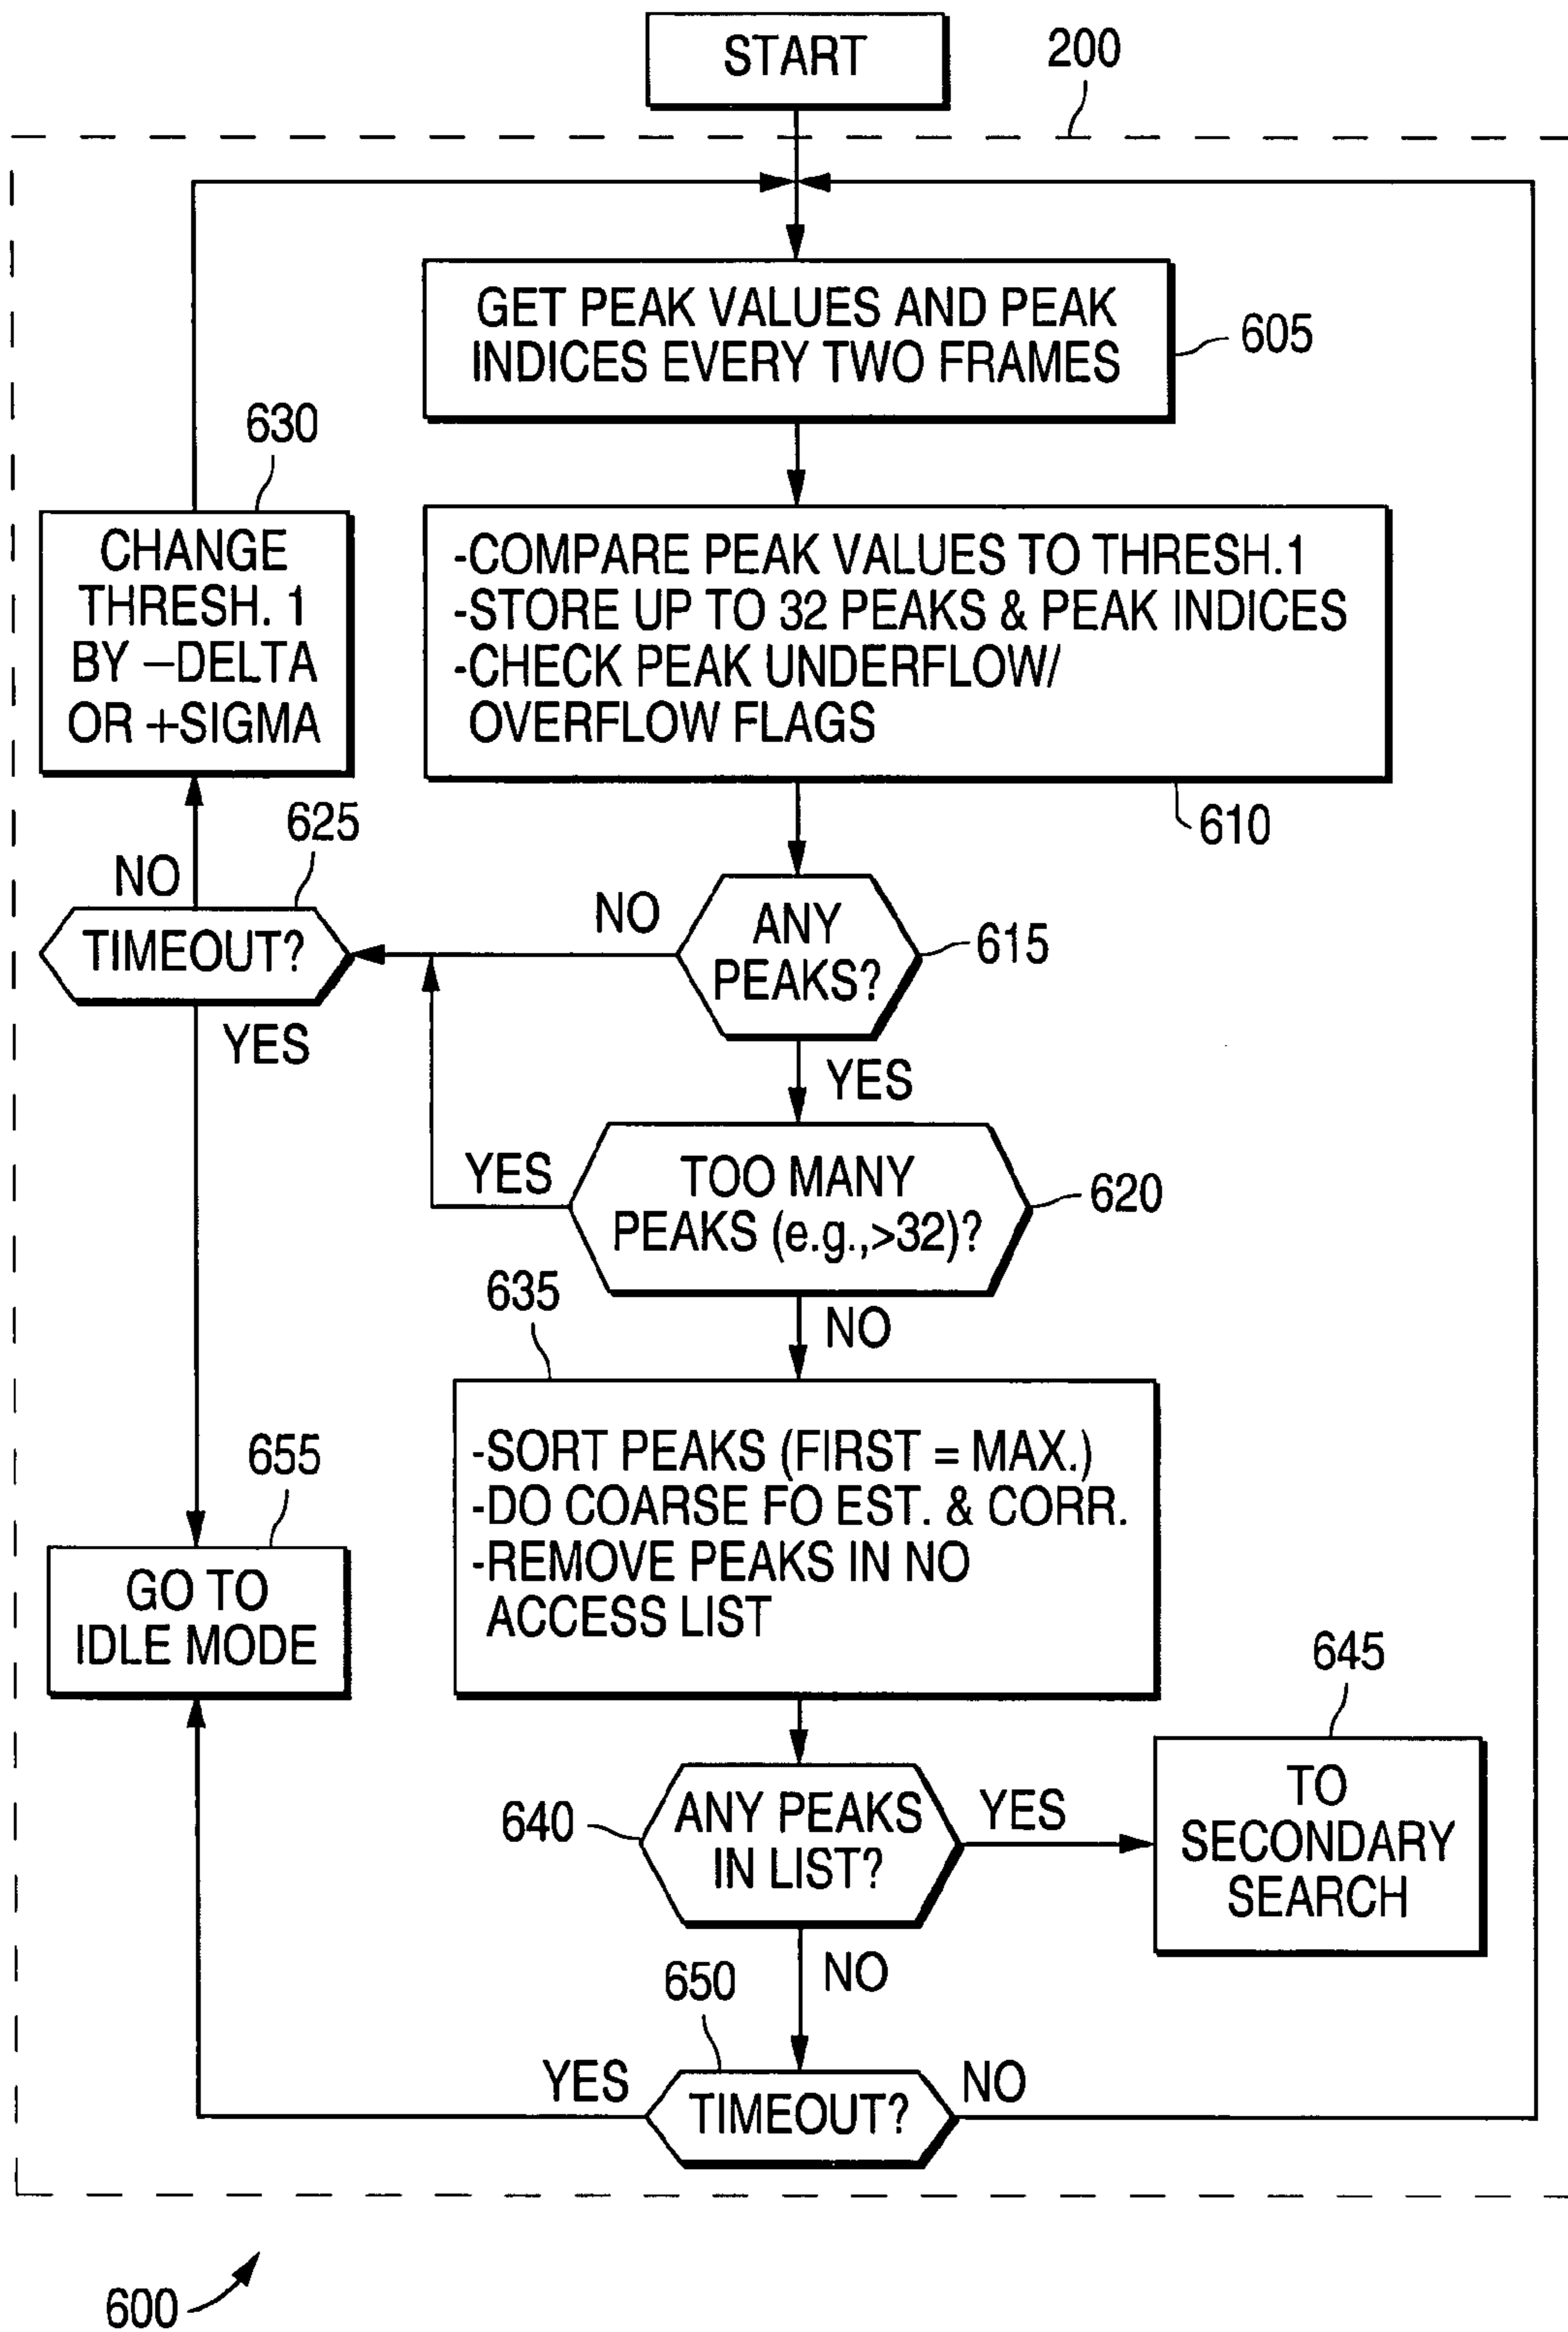 START
200
GET PEAK VALUES AND PEAK
INDICES EVERY TWO FRAMES
605
630
CHANGE
THRESH. 1
BY –DELTA
OR +SIGMA
-COMPARE PEAK VALUES TO THRESH.1
-STORE UP TO 32 PEAKS & PEAK INDICES
-CHECK PEAK UNDERFLOW/
OVERFLOW FLAGS
610
625
NO
TIMEOUT?
YES
NO
ANY
PEAKS?
615
YES
YES
TOO MANY
PEAKS (e.g.,>32)?
620
NO
635
-SORT PEAKS (FIRST = MAX.)
-DO COARSE FO EST. & CORR.
-REMOVE PEAKS IN NO
ACCESS LIST
655
GO TO
IDLE MODE
640
ANY PEAKS
IN LIST?
YES
645
TO
SECONDARY
SEARCH
NO
650
YES
TIMEOUT?
NO
600